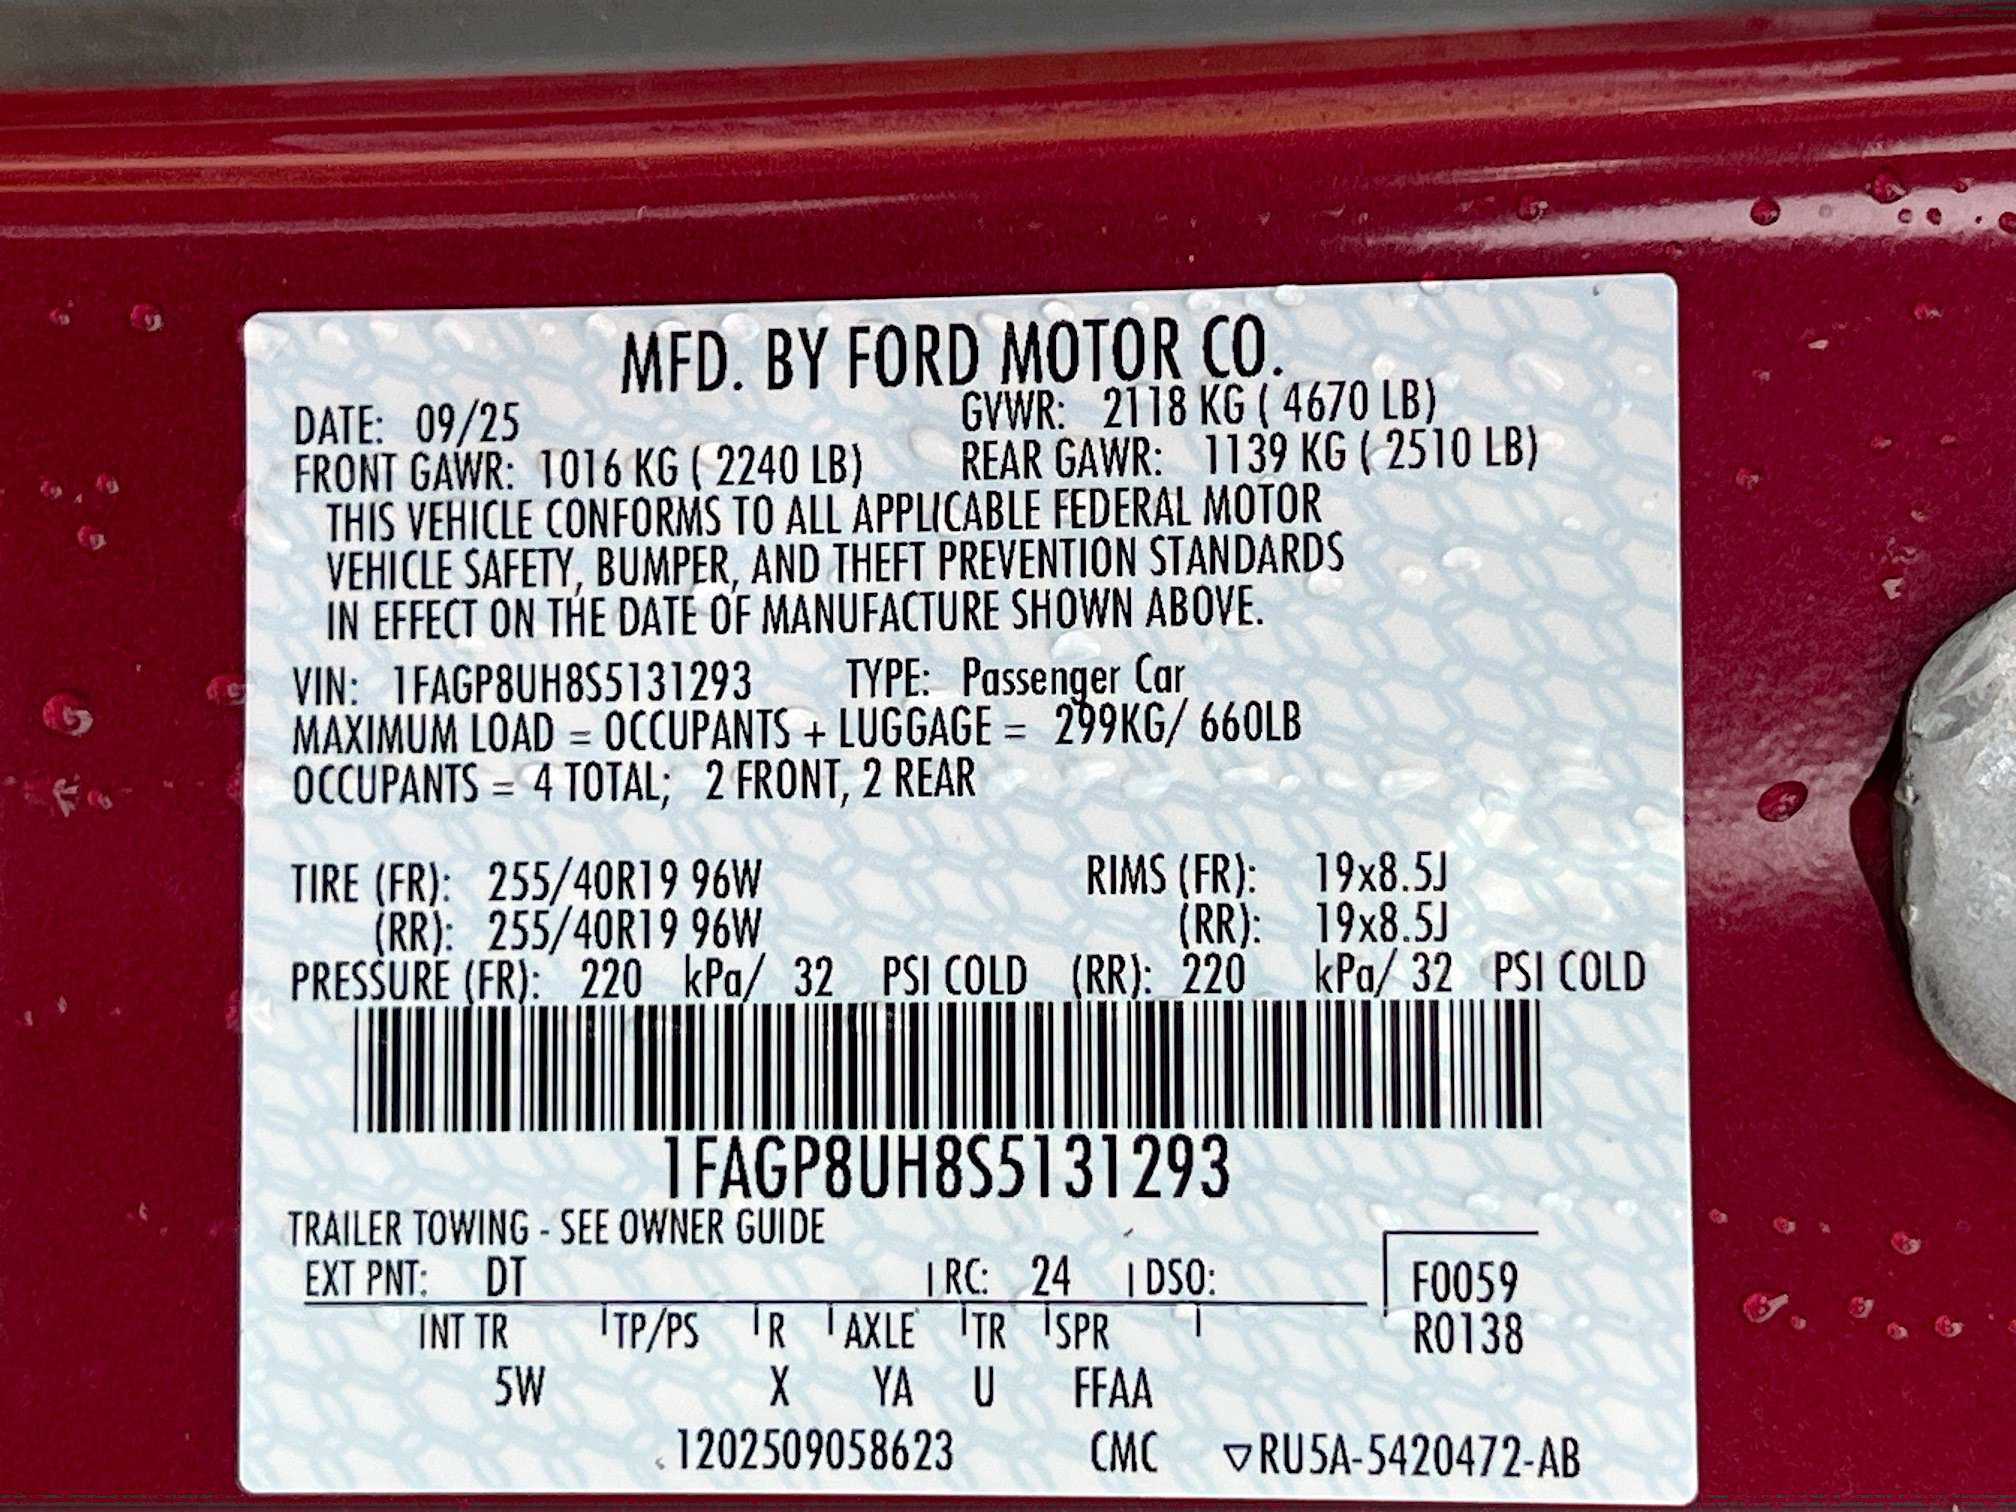 MFD. BY FORD MOTOR CO.
DATE: 09/25 GVWR: 2118 KG ( 4670 LB)
FRONT GAWR: 1016 KG ( 2240 LB) REAR GAWR: 1139 KG ( 2510 LB)
THIS VEHICLE CONFORMS TO ALL APPLICABLE FEDERAL MOTOR
VEHICLE SAFETY, BUMPER, AND THEFT PREVENTION STANDARDS
IN EFFECT ON THE DATE OF MANUFACTURE SHOWN ABOVE.
VIN: 1FAGP8UH8S5131293 TYPE: Passenger Car
MAXIMUM LOAD = OCCUPANTS + LUGGAGE = 299KG/ 660LB
OCCUPANTS = 4 TOTAL; 2 FRONT, 2 REAR
TIRE (FR): 255/40R19 96W RIMS (FR): 19x8.5J
(RR): 255/40R19 96W (RR): 19x8.5J
PRESSURE (FR): 220 kPa/ 32 PSI COLD (RR): 220 kPa/ 32 PSI COLD
1FAGP8UH8S5131293
TRAILER TOWING - SEE OWNER GUIDE
EXT PNT: DT RC: 24 DSO: F0059
INT TR TP/PS R AXLE TR SPR R0138
5W X YA U FFAA
1202509058623 CMC ▽RU5A-5420472-AB